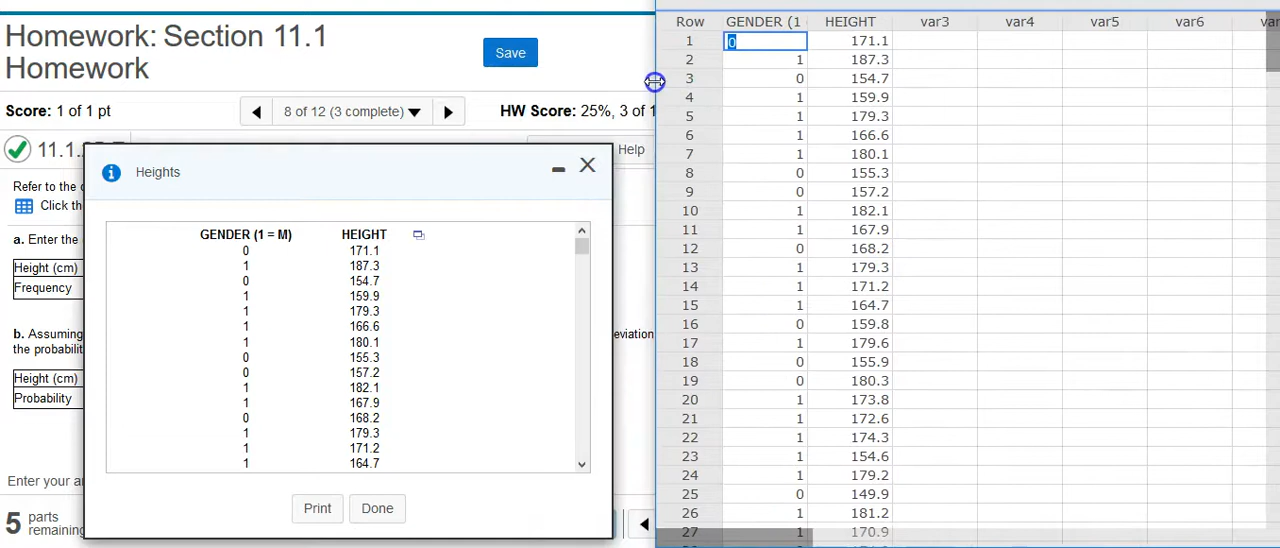 Homework: Section 11.1
Homework
Save
Score: 1 of 1 pt
8 of 12 (3 complete)
HW Score: 25%, 3 of 1
11.1.
Help
Refer to the
Click th
a. Enter the
Height (cm)
Frequency
b. Assuming
eviation
the probabilit
Height (cm)
Probability
Enter your a
5 parts
remaining
Heights
GENDER (1 = M) HEIGHT
0 171.1
1 187.3
0 154.7
1 159.9
1 179.3
1 166.6
1 180.1
0 155.3
0 157.2
1 182.1
1 167.9
0 168.2
1 179.3
1 171.2
1 164.7
Print
Done
Row GENDER (1 HEIGHT var3 var4 var5 var6 var
1 0 171.1
2 1 187.3
3 0 154.7
4 1 159.9
5 1 179.3
6 1 166.6
7 1 180.1
8 0 155.3
9 0 157.2
10 1 182.1
11 1 167.9
12 0 168.2
13 1 179.3
14 1 171.2
15 1 164.7
16 0 159.8
17 1 179.6
18 0 155.9
19 0 180.3
20 1 173.8
21 1 172.6
22 1 174.3
23 1 154.6
24 1 179.2
25 0 149.9
26 1 181.2
27 1 170.9